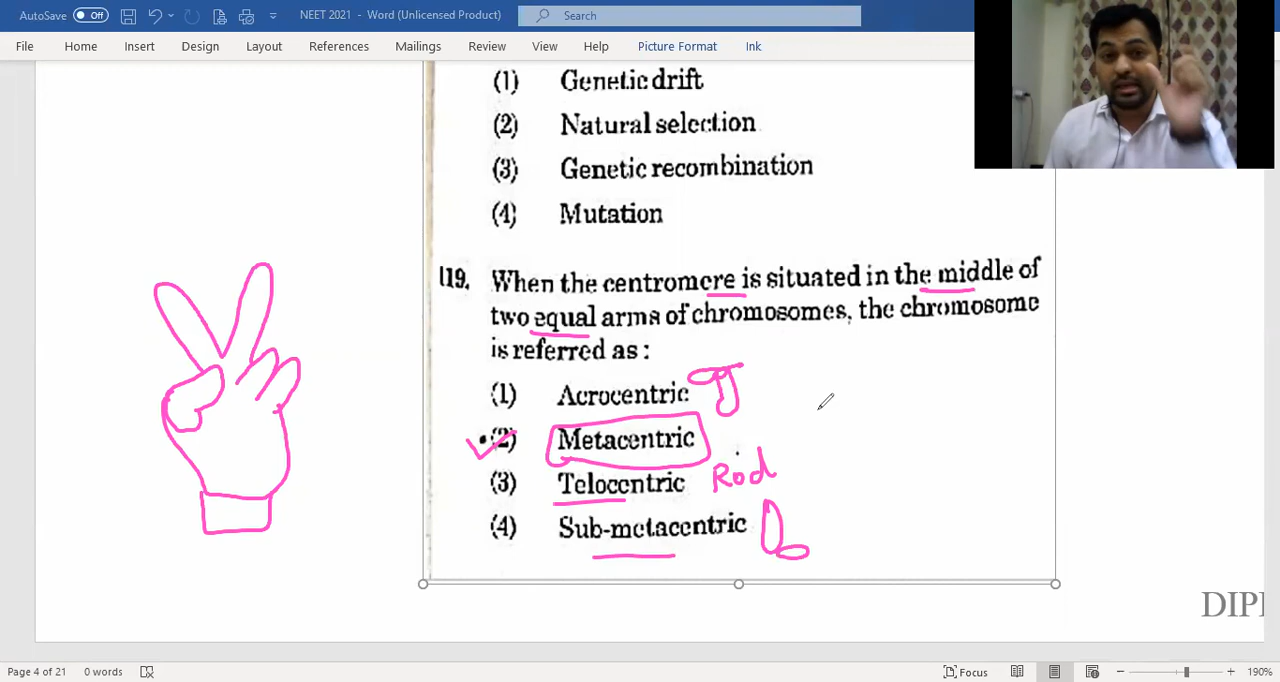 AutoSave Off NEET 2021 - Word (Unlicensed Product) Search
File Home Insert Design Layout References Mailings Review View Help Picture Format Ink
(1) Genetic drift
(2) Natural selection
(3) Genetic recombination
(4) Mutation
119. When the centromere is situated in the middle of
two equal arms of chromosomes, the chromosome
is referred as :
(1) Acrocentric
(2) Metacentric
(3) Telocentric Rod
(4) Sub-metacentric
DIPI
Page 4 of 21 0 words Focus 190%